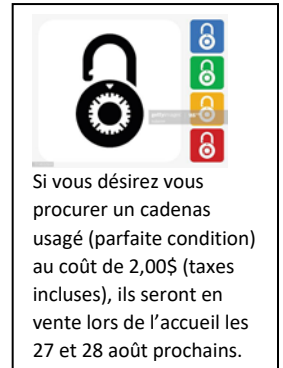 Si vous désirez vous
procurer un cadenas
usagé (parfaite condition)
au coût de 2,00$ (taxes
incluses), ils seront en
vente lors de l’accueil les
27 et 28 août prochains.